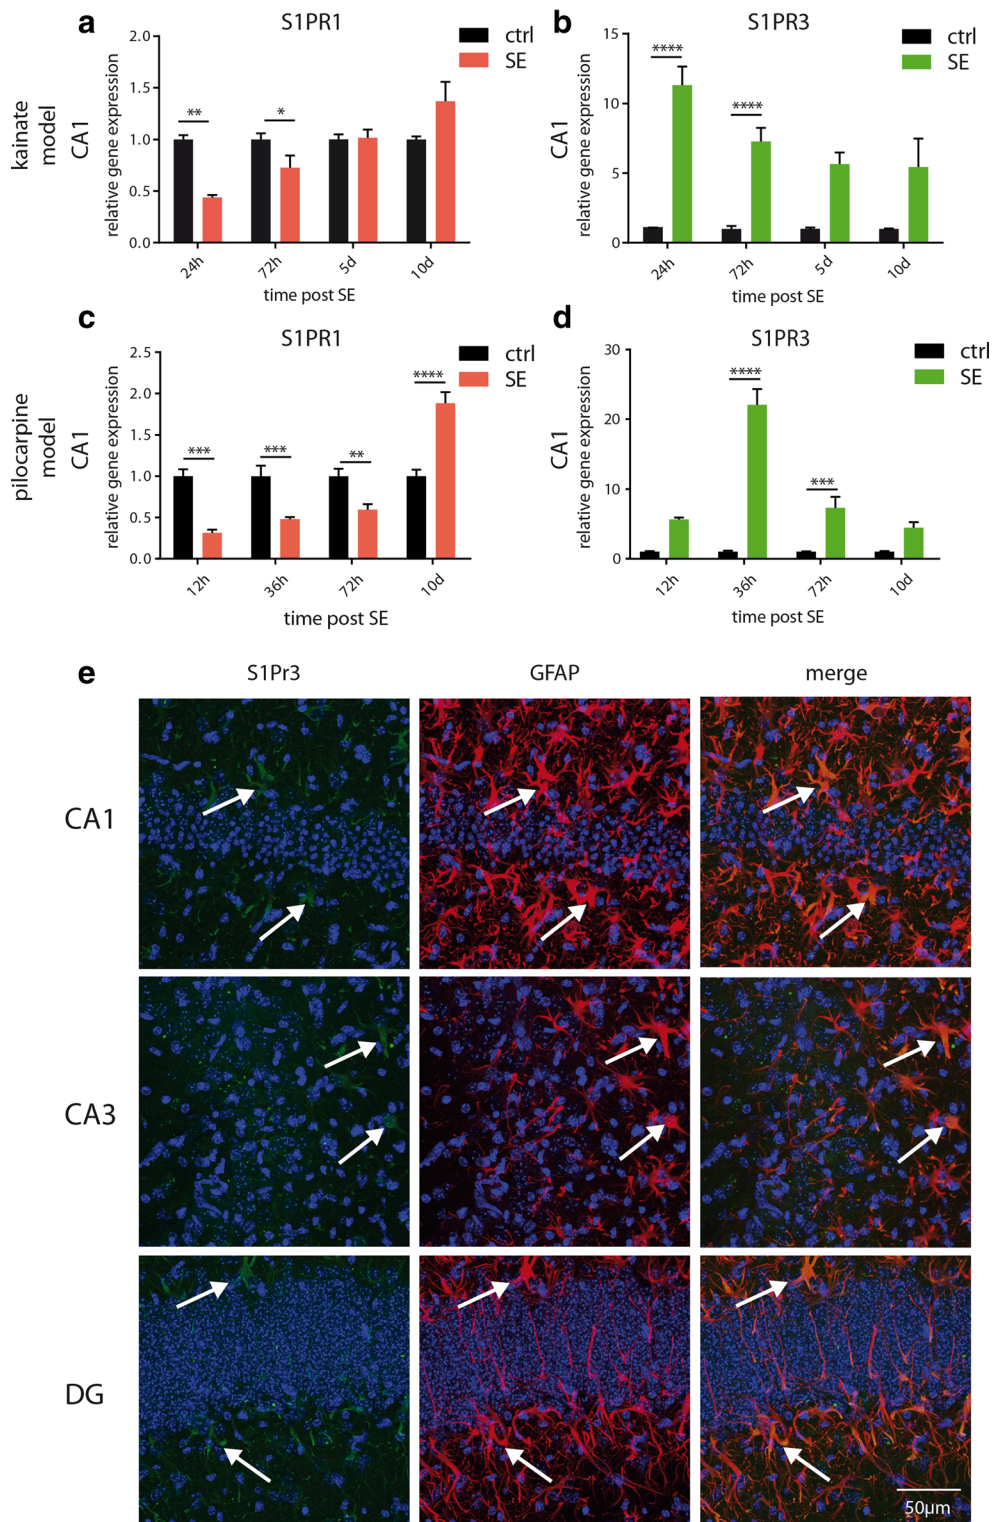 a
S1PR1
ctrl
SE
kainate
model
CA1
relative gene expression
2.0
1.5
1.0
0.5
0.0
**
*
24h
72h
5d
10d
time post SE
b
S1PR3
ctrl
SE
CA1
relative gene expression
15
10
5
0
****
****
24h
72h
5d
10d
time post SE
c
S1PR1
ctrl
SE
pilocarpine
model
CA1
relative gene expression
2.5
2.0
1.5
1.0
0.5
0.0
***
***
**
****
12h
36h
72h
10d
time post SE
d
S1PR3
ctrl
SE
CA1
relative gene expression
30
20
10
0
****
***
12h
36h
72h
10d
time post SE
e
S1Pr3
GFAP
merge
CA1
CA3
DG
50µm